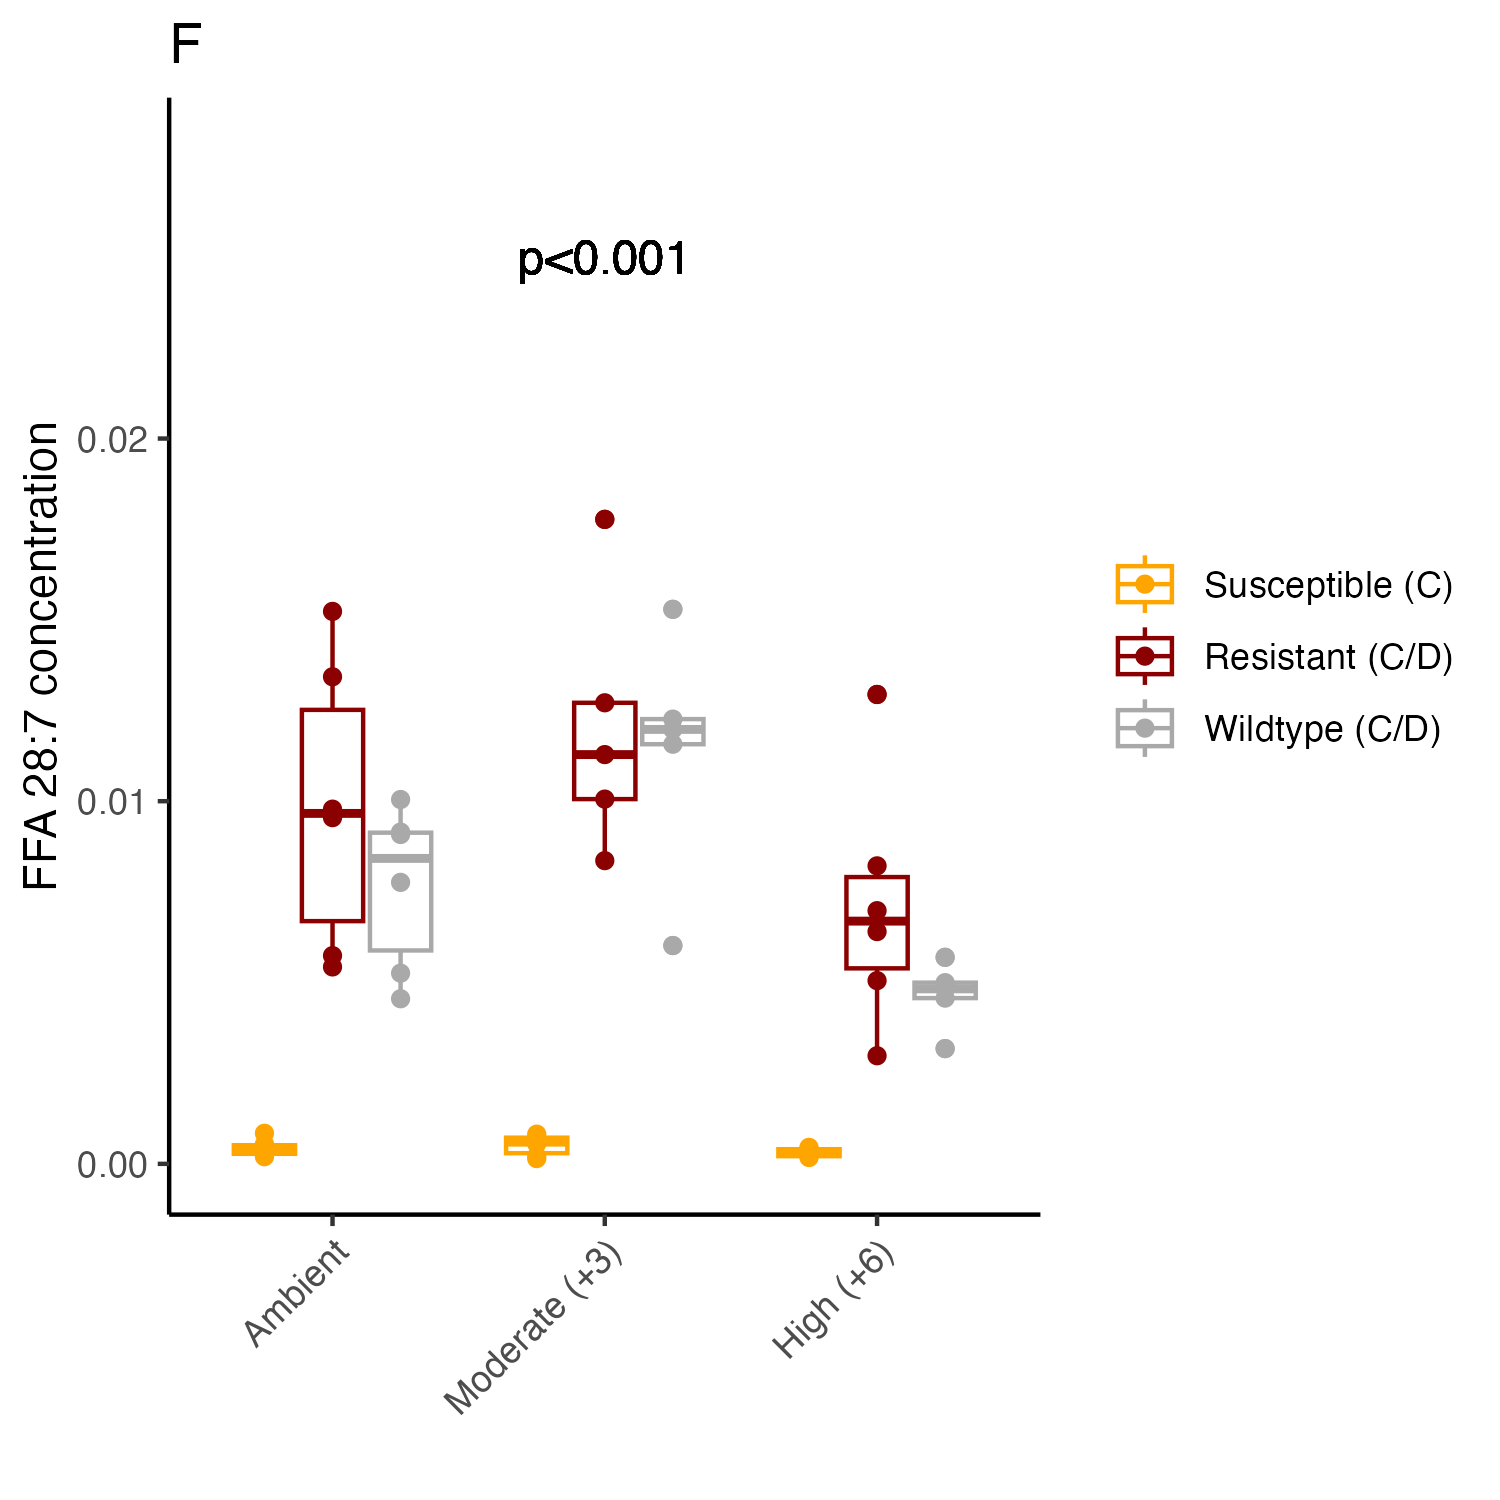 F
p<0.001
FFA 28:7 concentration
0.02
0.01
0.00
Ambient
Moderate (+3)
High (+6)
Susceptible (C)
Resistant (C/D)
Wildtype (C/D)